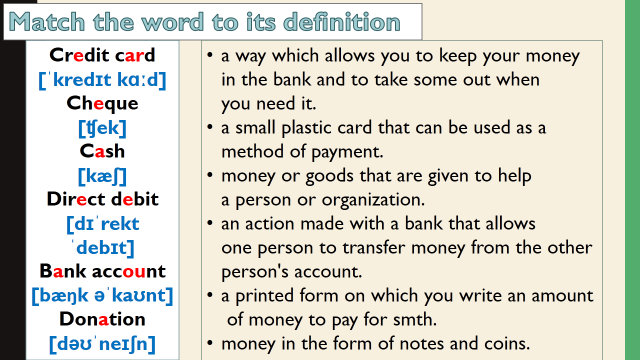 Match the word to its definition
Credit card
[ˈkredɪt kɑːd]
Cheque
[ʧek]
Cash
[kæʃ]
Direct debit
[dɪˈrekt
ˈdebɪt]
Bank account
[bæŋk əˈkaʊnt]
Donation
[dəʊˈneɪʃn]
• a way which allows you to keep your money
in the bank and to take some out when
you need it.
• a small plastic card that can be used as a
method of payment.
• money or goods that are given to help
a person or organization.
• an action made with a bank that allows
one person to transfer money from the other
person's account.
• a printed form on which you write an amount
of money to pay for smth.
• money in the form of notes and coins.